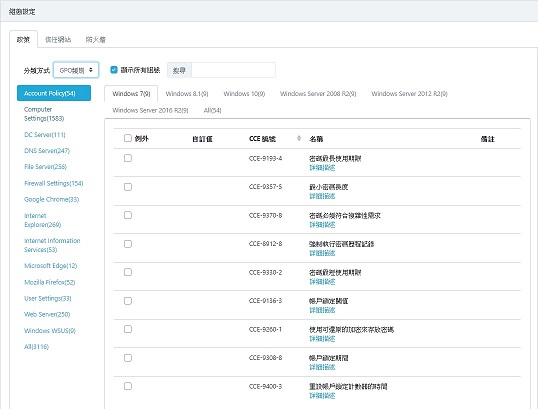 組態設定
政策
信任網站
防火牆
分類方式
GPO類別
顯示所有組態
搜尋
Account Policy(54)
Computer
Settings(1583)
DC Server(111)
DNS Server(247)
File Server(256)
Firewall Settings(154)
Google Chrome(33)
Internet
Explorer(269)
Internet Information
Services(53)
Microsoft Edge(12)
Mozilla Firefox(52)
User Settings(33)
Web Server(250)
Windows WSUS(9)
All(3116)
Windows 7(9)
Windows 8.1(9)
Windows 10(9)
Windows Server 2008 R2(9)
Windows Server 2012 R2(9)
Windows Server 2016 R2(9)
All(54)
例外 自訂值 CCE 編號 名稱 備註
CCE-9193-4 密碼最長使用期限
詳細描述
CCE-9357-5 最小密碼長度
詳細描述
CCE-9370-8 密碼必須符合複雜性需求
詳細描述
CCE-8912-8 強制執行密碼歷程記錄
詳細描述
CCE-9330-2 密碼最短使用期限
詳細描述
CCE-9136-3 帳戶鎖定閾值
詳細描述
CCE-9260-1 使用可還原的加密來存放密碼
詳細描述
CCE-9308-8 帳戶鎖定期間
詳細描述
CCE-9400-3 重設帳戶鎖定計數器的時間
詳細描述